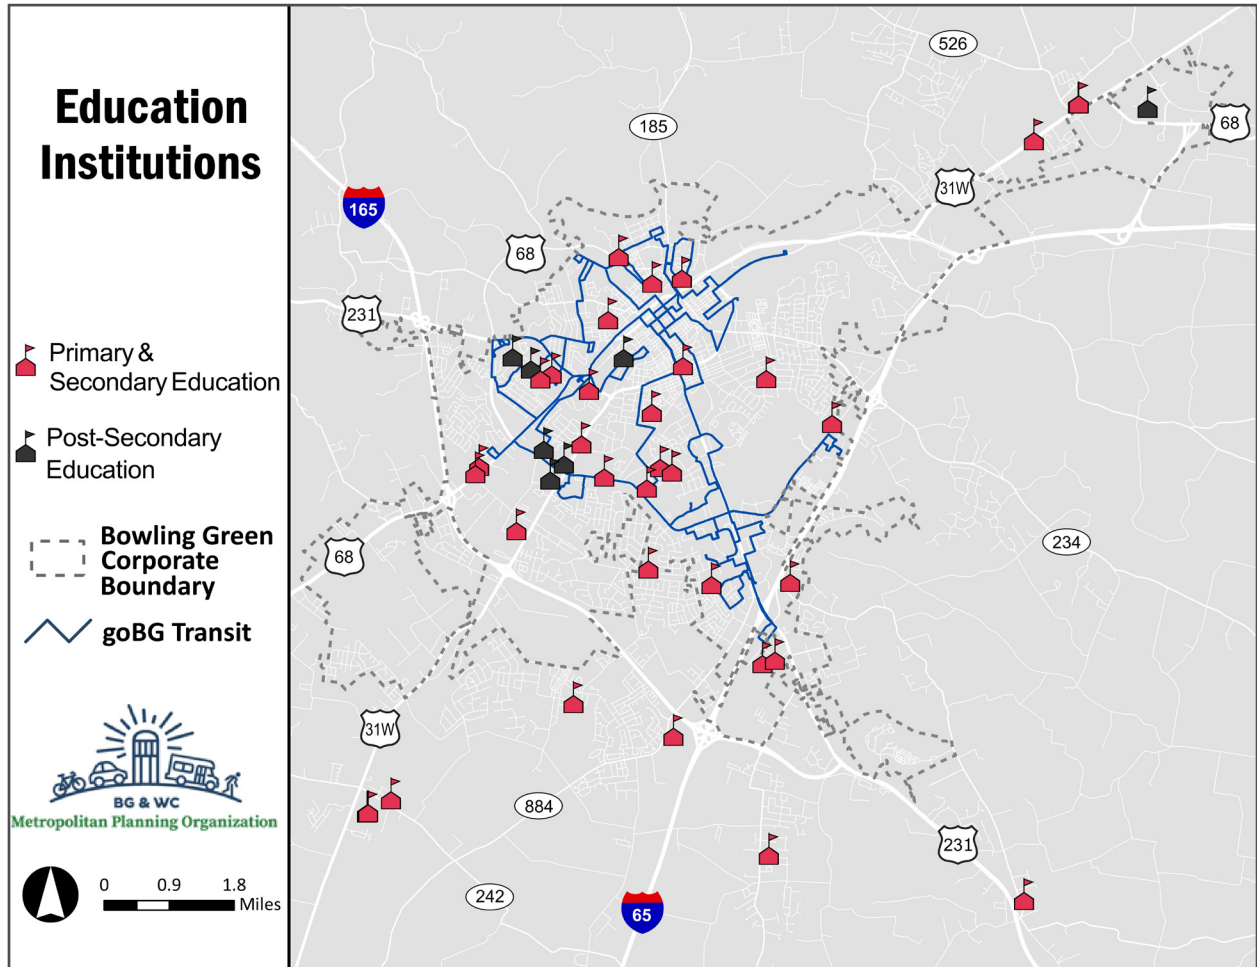 Education
Institutions
Primary &
Secondary Education
Post-Secondary
Education
Bowling Green
Corporate
Boundary
goBG Transit
BG & WC
Metropolitan Planning Organization
0 0.9 1.8
Miles
526
185
68
31W
165
68
231
68
234
31W
884
231
242
65